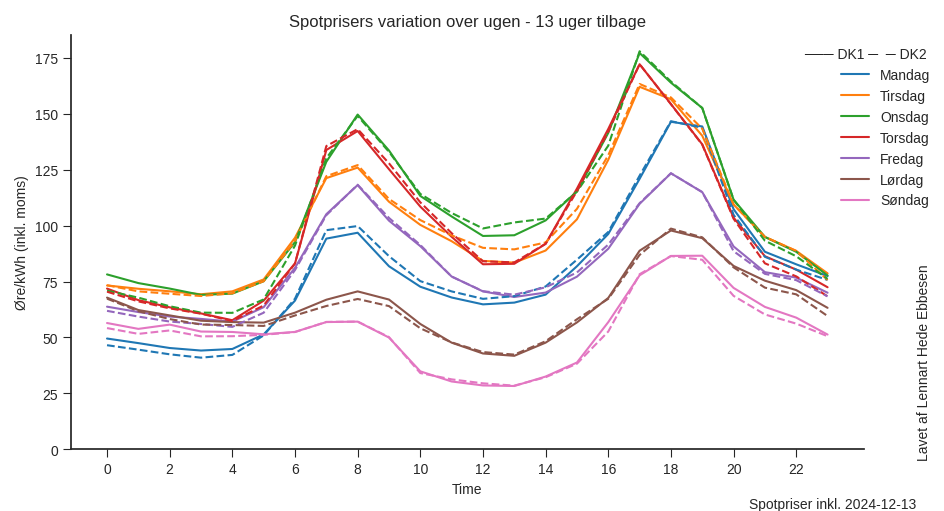 Spotprisers variation over ugen - 13 uger tilbage
DK1 DK2
Mandag
Tirsdag
Onsdag
Torsdag
Fredag
Lørdag
Søndag
175
150
125
100
75
50
25
0
Øre/kWh (inkl. moms)
0 2 4 6 8 10 12 14 16 18 20 22
Time
Lavet af Lennart Hede Ebbesen
Spotpriser inkl. 2024-12-13